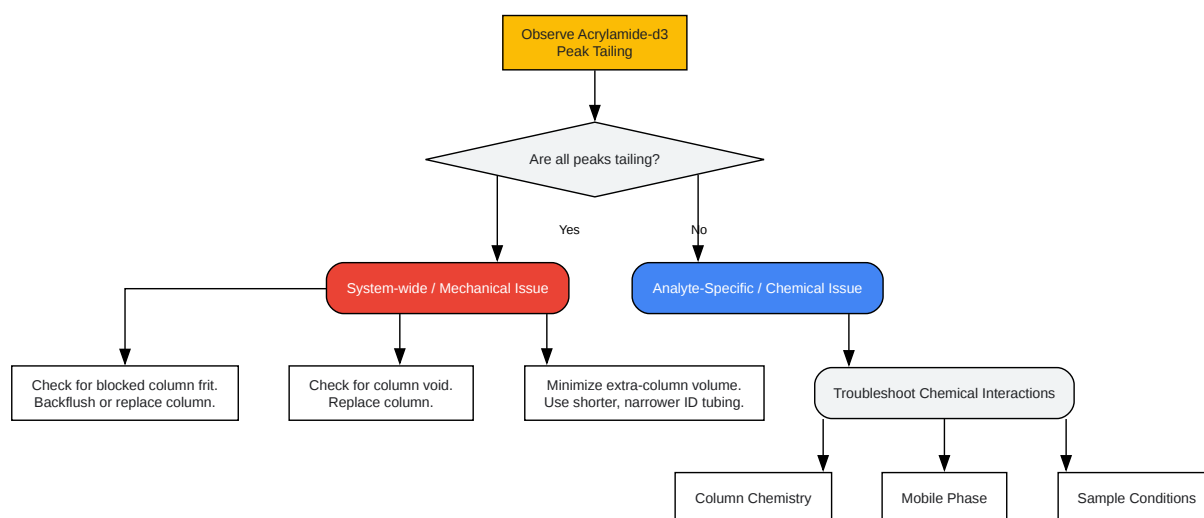 Observe Acrylamide-d3
Peak Tailing
Are all peaks tailing?
Yes
No
System-wide / Mechanical Issue
Analyte-Specific / Chemical Issue
Check for blocked column frit.
Backflush or replace column.
Check for column void.
Replace column.
Minimize extra-column volume.
Use shorter, narrower ID tubing.
Troubleshoot Chemical Interactions
Column Chemistry
Mobile Phase
Sample Conditions